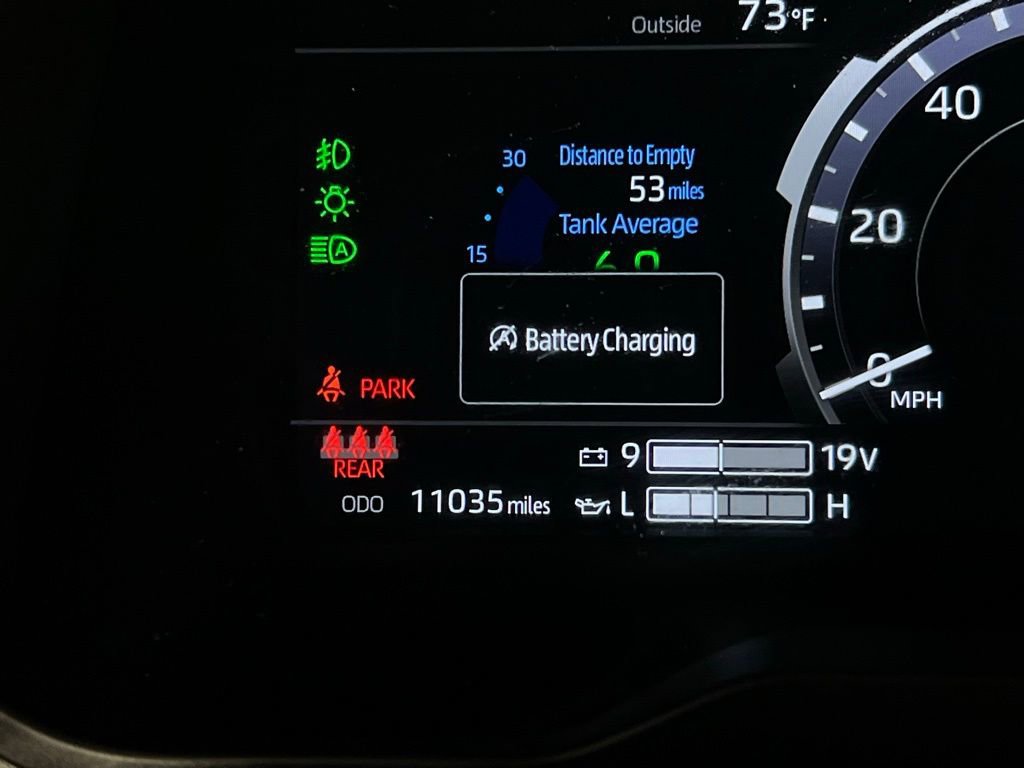 Outside 73°F
40
30 Distance to Empty
53 miles
Tank Average
20
15
A
A Battery Charging
0
MPH
PARK
REAR
9 19V
ODO 11035 miles L H